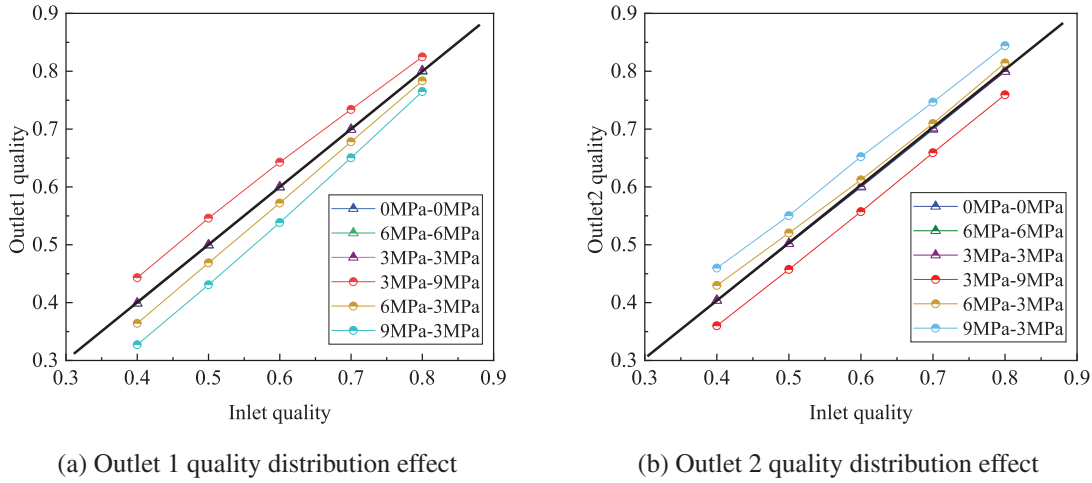 0.9
0.8
0.7
0.6
0.5
0.4
0.3
Outlet1 quality
0MPa-0MPa
6MPa-6MPa
3MPa-3MPa
3MPa-9MPa
6MPa-3MPa
9MPa-3MPa
0.3 0.4 0.5 0.6 0.7 0.8 0.9
Inlet quality
(a) Outlet 1 quality distribution effect
0.9
0.8
0.7
0.6
0.5
0.4
0.3
Outlet2 quality
0MPa-0MPa
6MPa-6MPa
3MPa-3MPa
3MPa-9MPa
6MPa-3MPa
9MPa-3MPa
0.3 0.4 0.5 0.6 0.7 0.8 0.9
Inlet quality
(b) Outlet 2 quality distribution effect